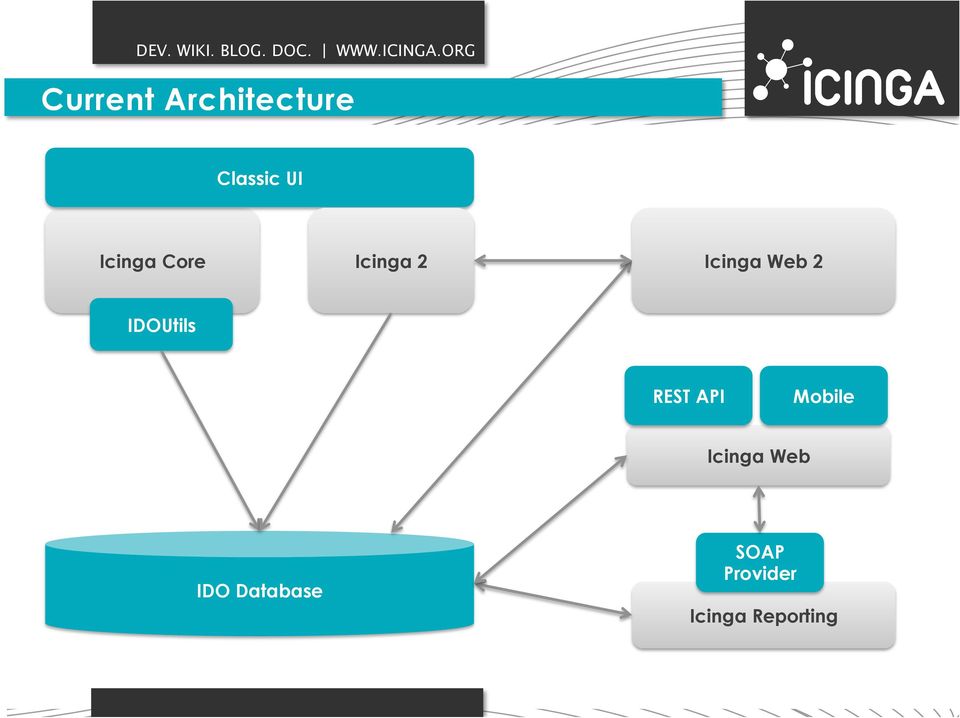 DEV. WIKI. BLOG. DOC. | WWW.ICINGA.ORG
ICINGA
Current Architecture
Classic UI
Icinga Core
Icinga 2
Icinga Web 2
IDOUtils
REST API
Mobile
Icinga Web
SOAP
Provider
IDO Database
Icinga Reporting